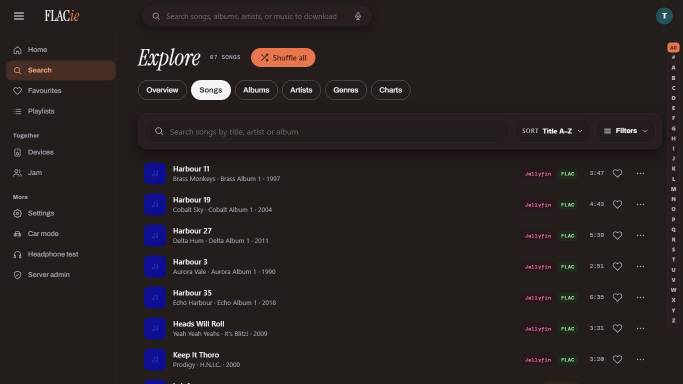 FLACie
Search songs, albums, artists, or music to download
T
Home
Search
Favourites
Playlists
Together
Devices
Jam
More
Settings
Car mode
Headphone test
Server admin
Explore
67 SONGS
Shuffle all
Overview
Songs
Albums
Artists
Genres
Charts
Search songs by title, artist or album
SORT Title A–Z
Filters
Harbour 11
Brass Monkeys · Brass Album 1 · 1997
Jellyfin FLAC 3:47
Harbour 19
Cobalt Sky · Cobalt Album 1 · 2004
Jellyfin FLAC 4:43
Harbour 27
Delta Hum · Delta Album 1 · 2011
Jellyfin FLAC 5:39
Harbour 3
Aurora Vale · Aurora Album 1 · 1990
Jellyfin FLAC 2:51
Harbour 35
Echo Harbour · Echo Album 1 · 2018
Jellyfin FLAC 6:35
Heads Will Roll
Yeah Yeah Yeahs · It's Blitz! · 2009
Jellyfin FLAC 3:31
Keep It Thoro
Prodigy · H.N.I.C. · 2000
Jellyfin FLAC 3:30
All
#
A
B
C
D
E
F
G
H
I
J
K
L
M
N
O
P
Q
R
S
T
U
V
W
X
Y
Z